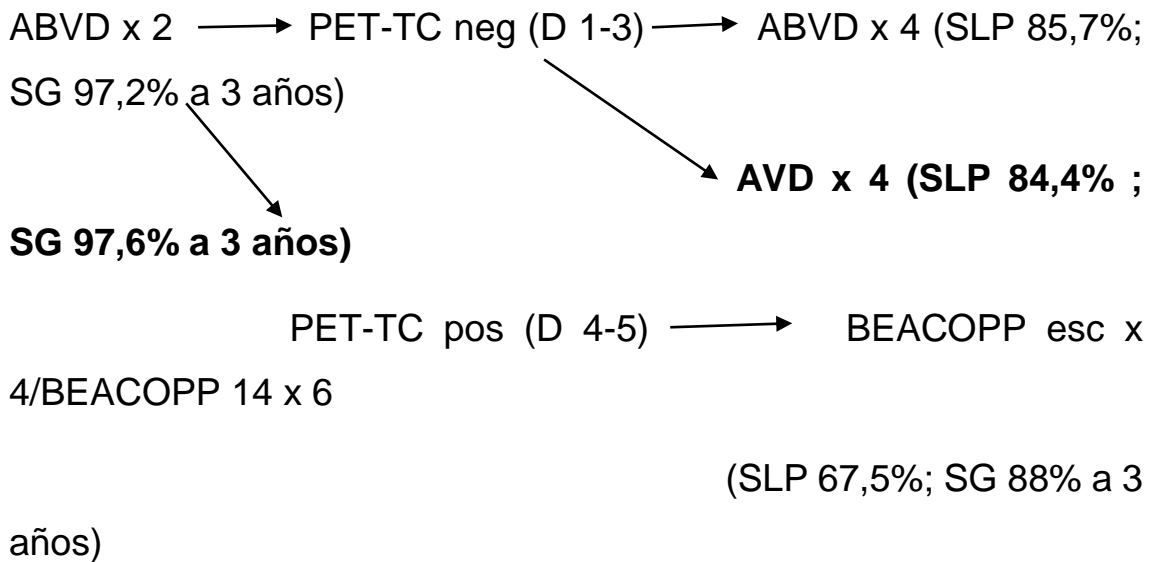 ABVD x 2 PET-TC neg (D 1-3) ABVD x 4 (SLP 85,7%;
SG 97,2% a 3 años)
AVD x 4 (SLP 84,4% ;
SG 97,6% a 3 años)
PET-TC pos (D 4-5) BEACOPP esc x
4/BEACOPP 14 x 6
(SLP 67,5%; SG 88% a 3
años)